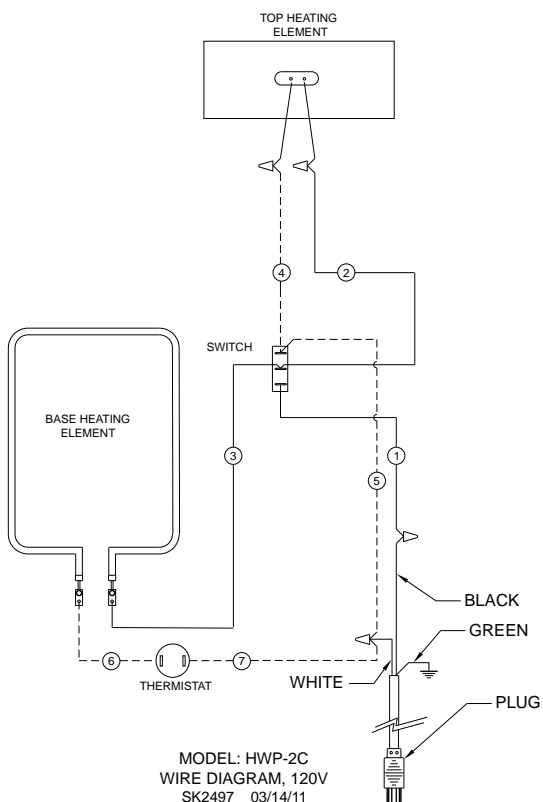 TOP HEATING
ELEMENT
4
2
SWITCH
BASE HEATING
ELEMENT
3
1
5
BLACK
GREEN
6
7
THERMISTAT
WHITE
PLUG
MODEL: HWP-2C
WIRE DIAGRAM, 120V
SK2497 03/14/11